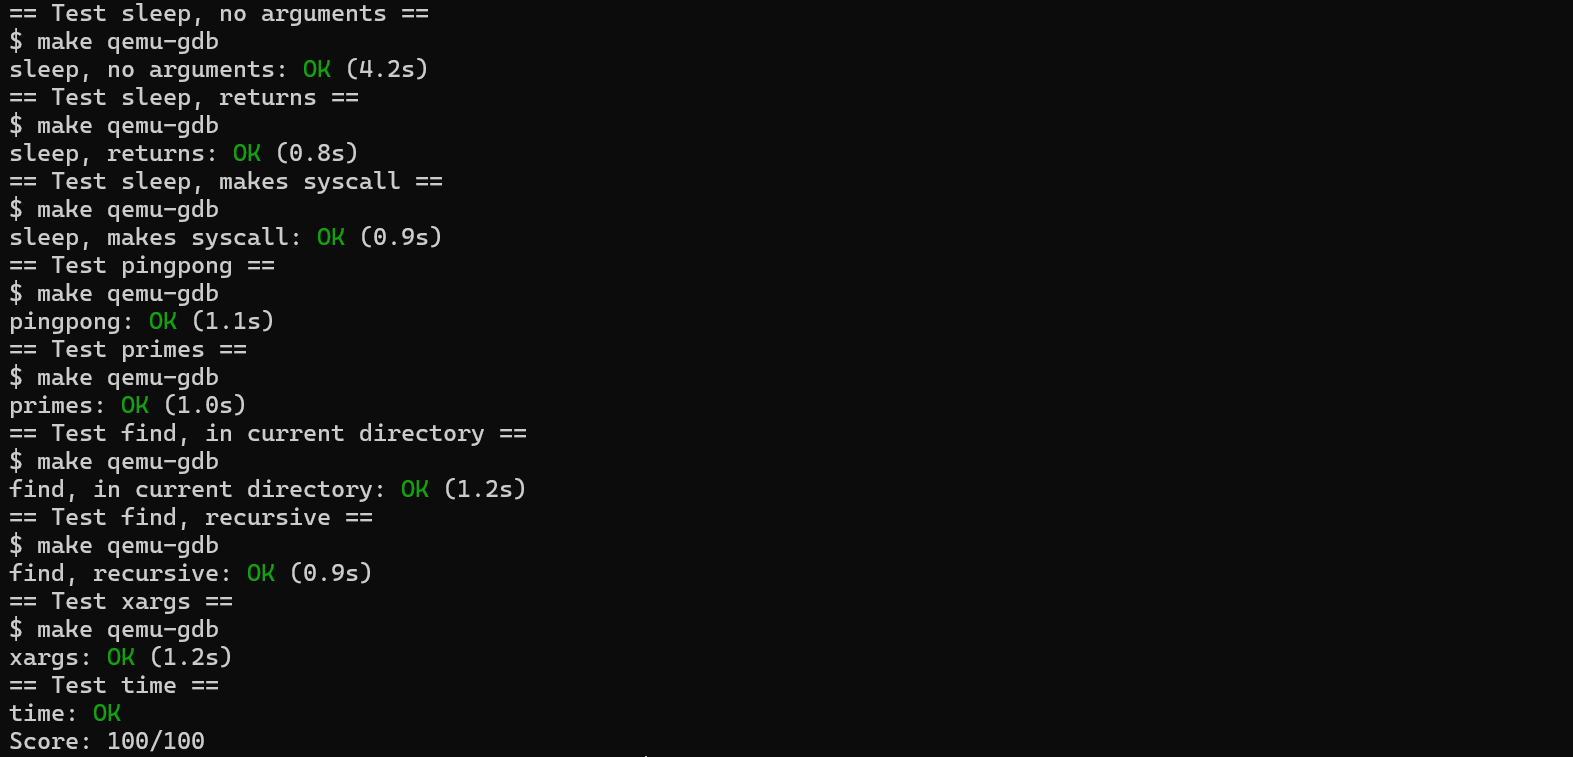 == Test sleep, no arguments ==
$ make qemu-gdb
sleep, no arguments: OK (4.2s)
== Test sleep, returns ==
$ make qemu-gdb
sleep, returns: OK (0.8s)
== Test sleep, makes syscall ==
$ make qemu-gdb
sleep, makes syscall: OK (0.9s)
== Test pingpong ==
$ make qemu-gdb
pingpong: OK (1.1s)
== Test primes ==
$ make qemu-gdb
primes: OK (1.0s)
== Test find, in current directory ==
$ make qemu-gdb
find, in current directory: OK (1.2s)
== Test find, recursive ==
$ make qemu-gdb
find, recursive: OK (0.9s)
== Test xargs ==
$ make qemu-gdb
xargs: OK (1.2s)
== Test time ==
time: OK
Score: 100/100